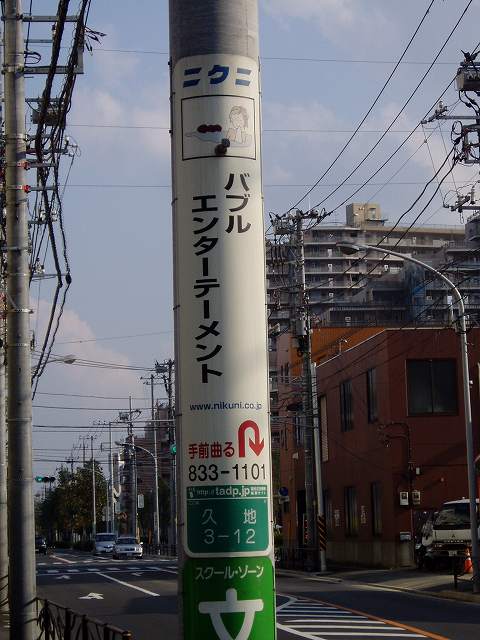 ニクニ
バブル
エンターテーメント
www.nikuni.co.jp
手前曲る
833-1101
http://tadp.jp/
久地
3-12
スクール・ゾーン
文